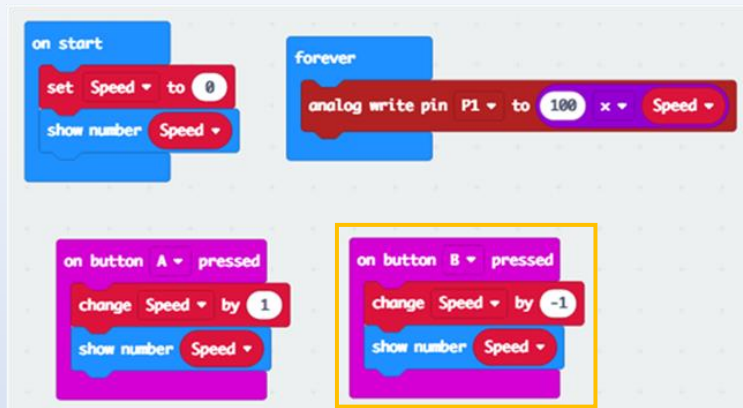 on start
set Speed to 0
show number Speed
forever
analog write pin P1 to 100 × Speed
on button A pressed
change Speed by 1
show number Speed
on button B pressed
change Speed by -1
show number Speed